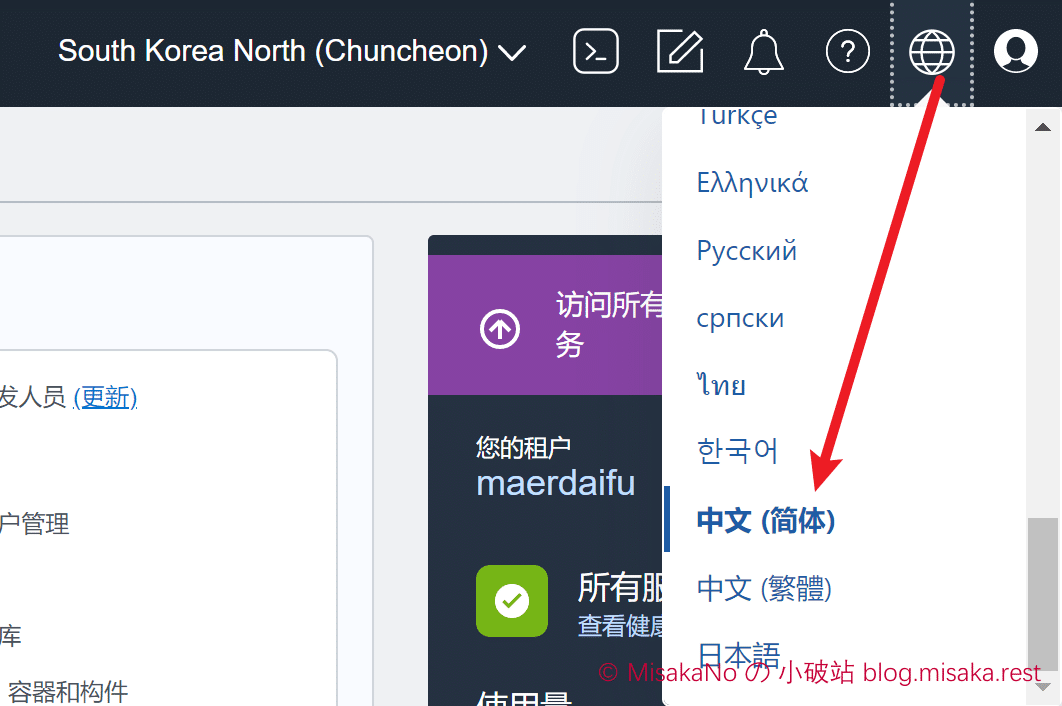 South Korea North (Chuncheon)
Türkçe
Ελληνικά
Русский
српски
ไทย
한국어
中文 (简体)
中文 (繁體)
日本語
发人员 (更新)
户管理
库
容器和构件
访问所有
务
您的租户
maerdaifu
所有服
查看健康
使用量
© MisakaNo の 小破站 blog.misaka.rest